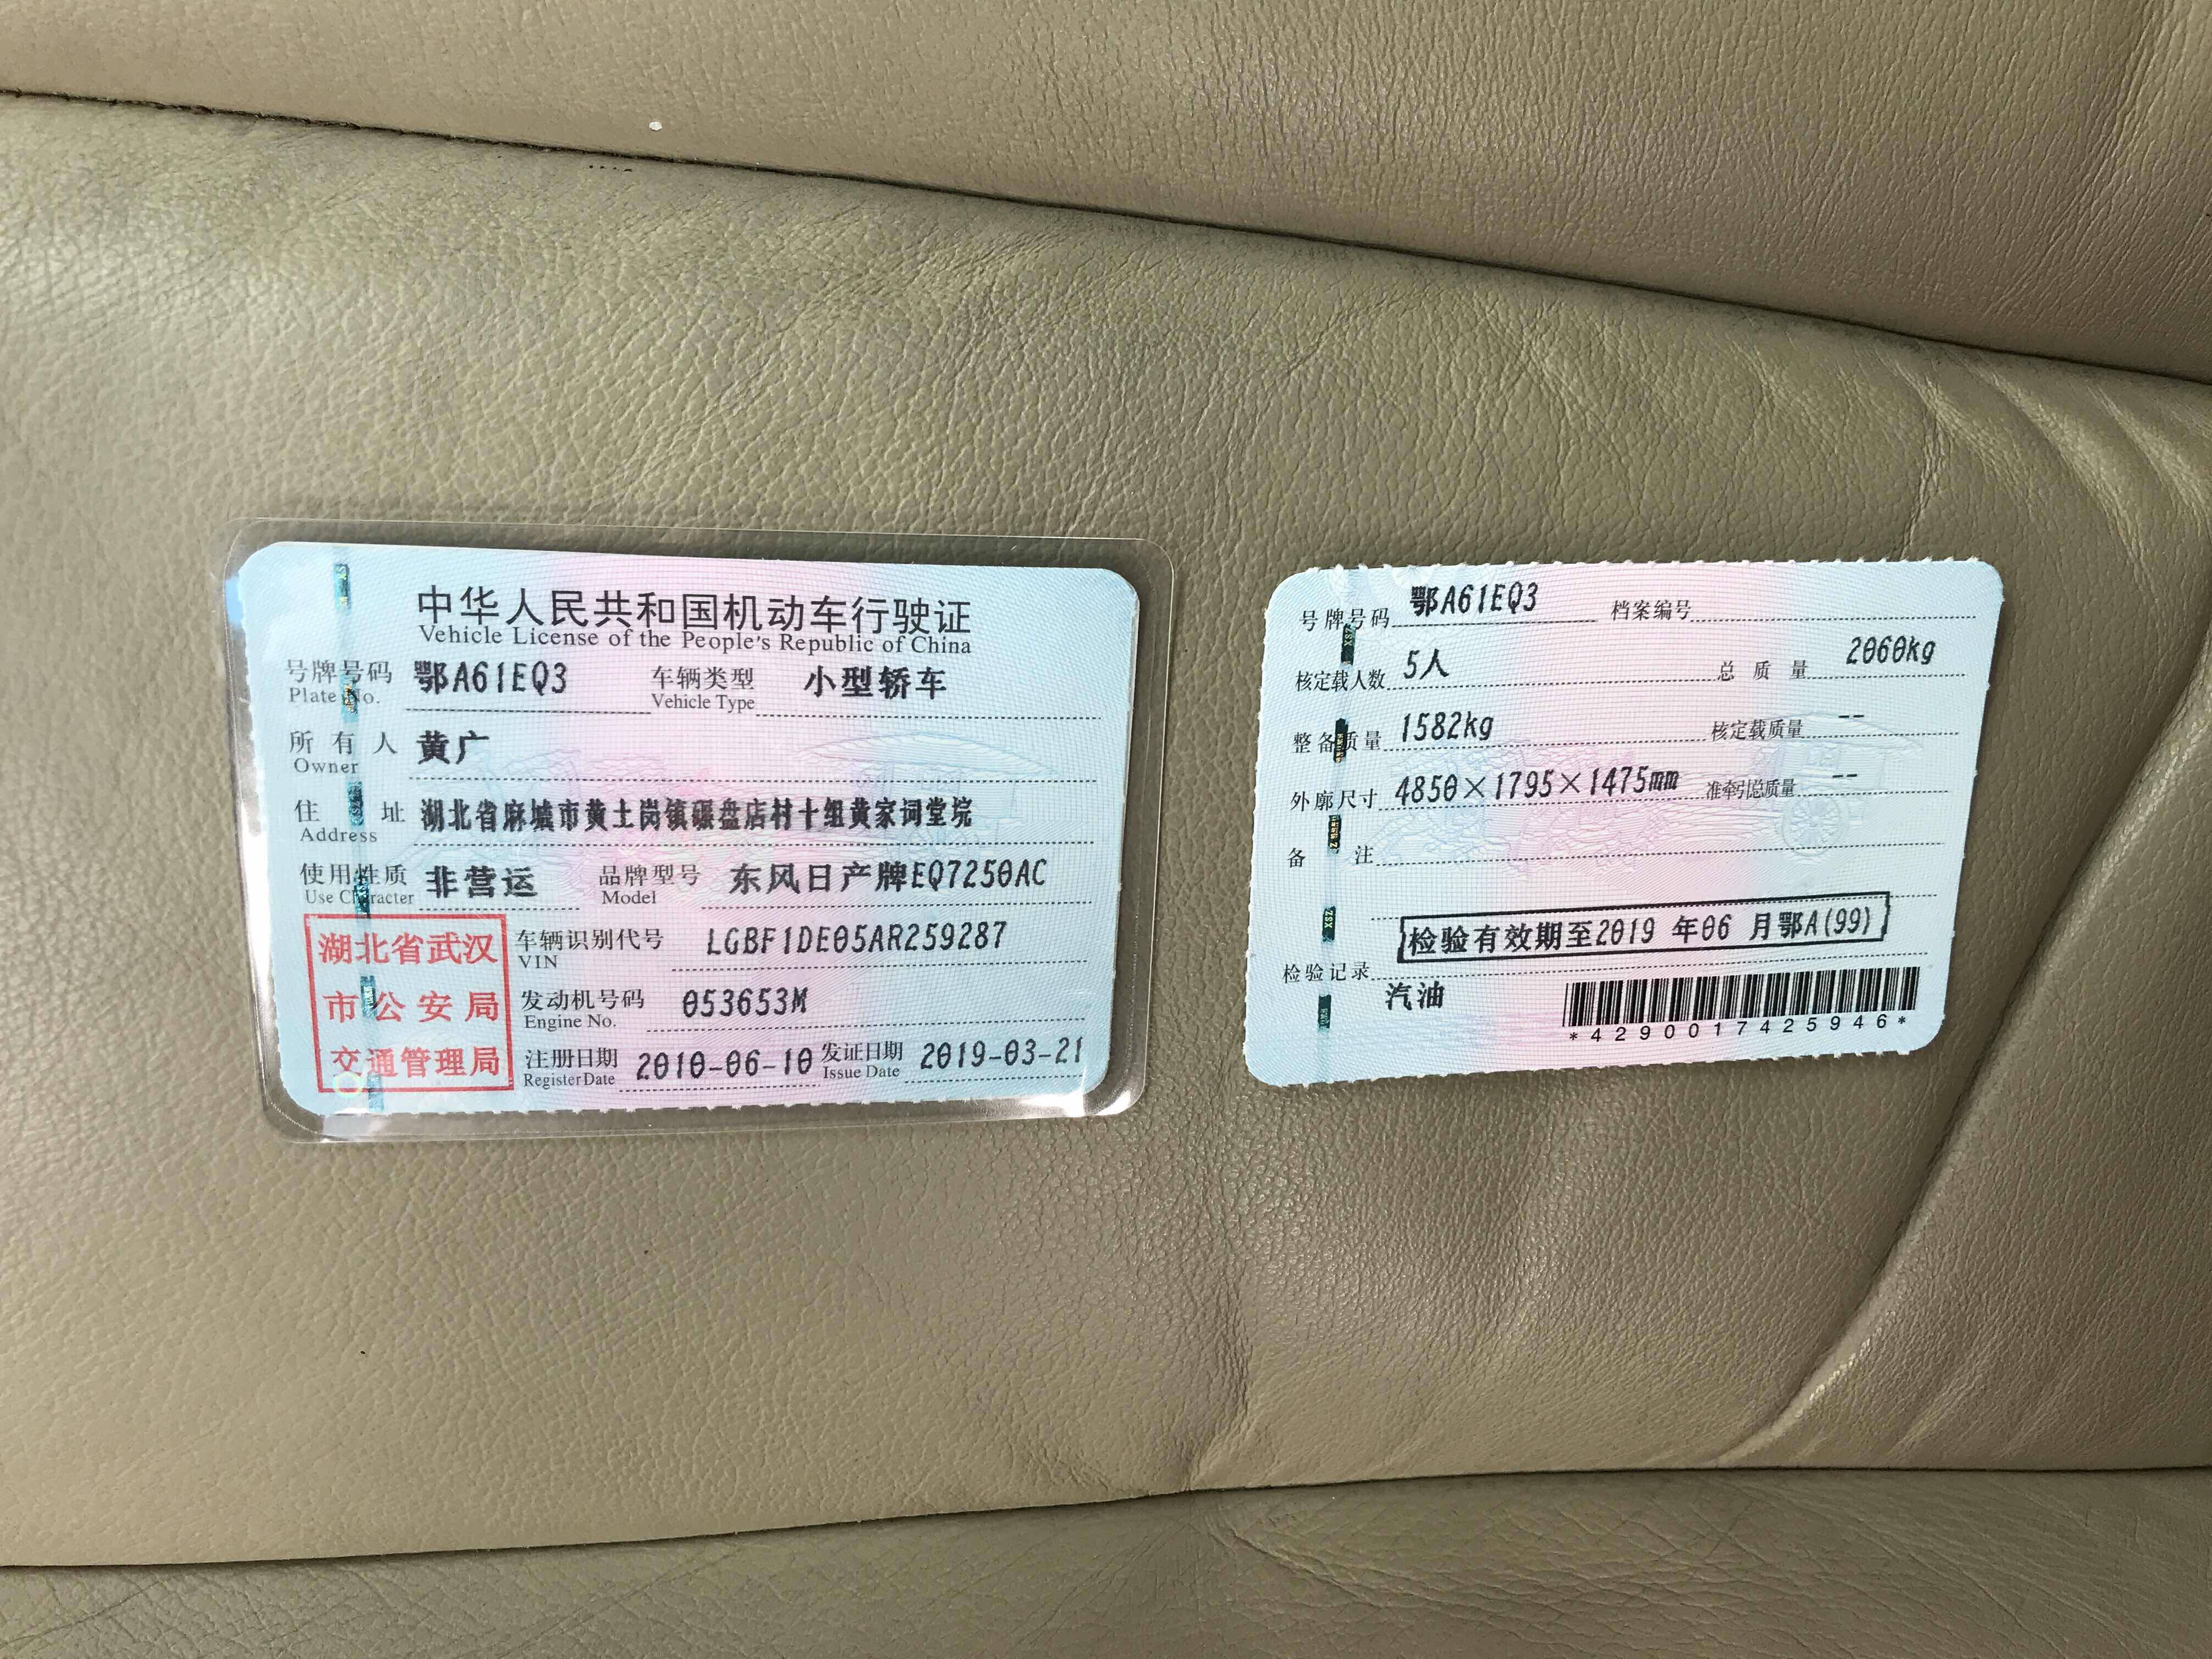 中华人民共和国机动车行驶证
Vehicle License of the People's Republic of China
号牌号码 鄂A61EQ3 车辆类型 小型轿车
Plate No. Vehicle Type
所有人 黄广
Owner
住址 湖北省麻城市黄土岗镇碾盘店村十组黄家词堂垸
Address
使用性质 非营运 品牌型号 东风日产牌EQ7250AC
Use Character Model
湖北省武汉
市公安局
交通管理局
车辆识别代号 LGBF1DE05AR259287
VIN
发动机号码 053653M
Engine No.
注册日期 2010-06-10 发证日期 2019-03-21
Register Date Issue Date
号牌号码 鄂A61EQ3 档案编号
核定载人数 5人 总质量 2060kg
整备质量 1582kg 核定载质量 --
外廓尺寸 4850×1795×1475mm 准牵引总质量 --
备注
检验有效期至2019年06月鄂A(99)
检验记录
汽油
*4290017425946*